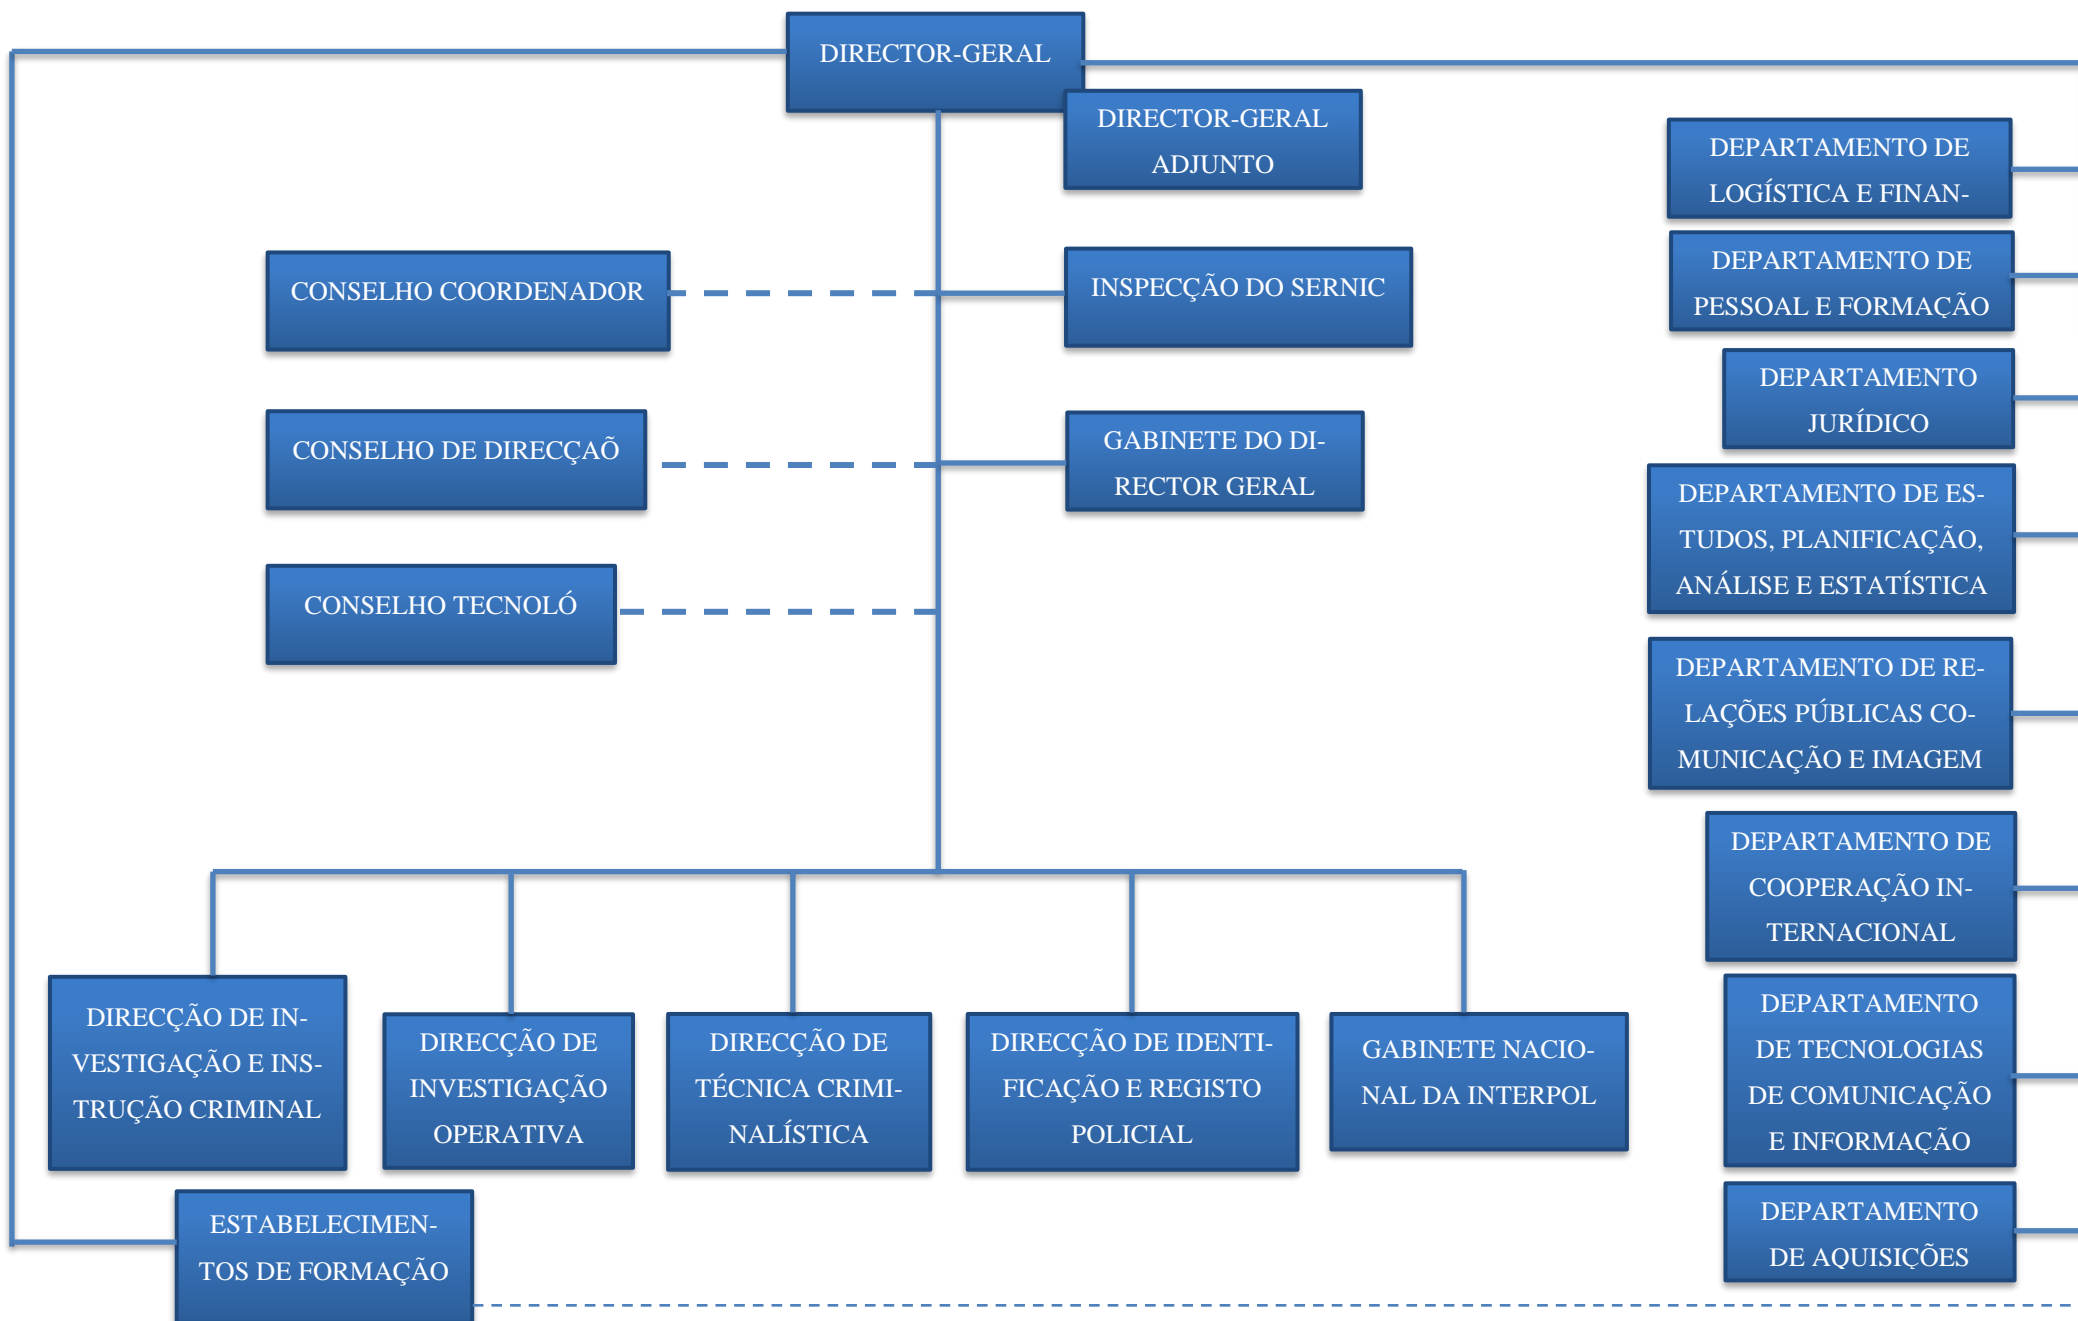 DIRECTOR-GERAL
DIRECTOR-GERAL
ADJUNTO
CONSELHO COORDENADOR
INSPECÇÃO DO SERNIC
CONSELHO DE DIRECÇAÕ
GABINETE DO DI-
RECTOR GERAL
CONSELHO TECNOLÓ
DEPARTAMENTO DE
LOGÍSTICA E FINAN-
DEPARTAMENTO DE
PESSOAL E FORMAÇÃO
DEPARTAMENTO
JURÍDICO
DEPARTAMENTO DE ES-
TUDOS, PLANIFICAÇÃO,
ANÁLISE E ESTATÍSTICA
DEPARTAMENTO DE RE-
LAÇÕES PÚBLICAS CO-
MUNICAÇÃO E IMAGEM
DEPARTAMENTO DE
COOPERAÇÃO IN-
TERNACIONAL
DEPARTAMENTO
DE TECNOLOGIAS
DE COMUNICAÇÃO
E INFORMAÇÃO
DEPARTAMENTO
DE AQUISIÇÕES
DIRECÇÃO DE IN-
VESTIGAÇÃO E INS-
TRUÇÃO CRIMINAL
DIRECÇÃO DE
INVESTIGAÇÃO
OPERATIVA
DIRECÇÃO DE
TÉCNICA CRIMI-
NALÍSTICA
DIRECÇÃO DE IDENTI-
FICAÇÃO E REGISTO
POLICIAL
GABINETE NACIO-
NAL DA INTERPOL
ESTABELECIMEN-
TOS DE FORMAÇÃO